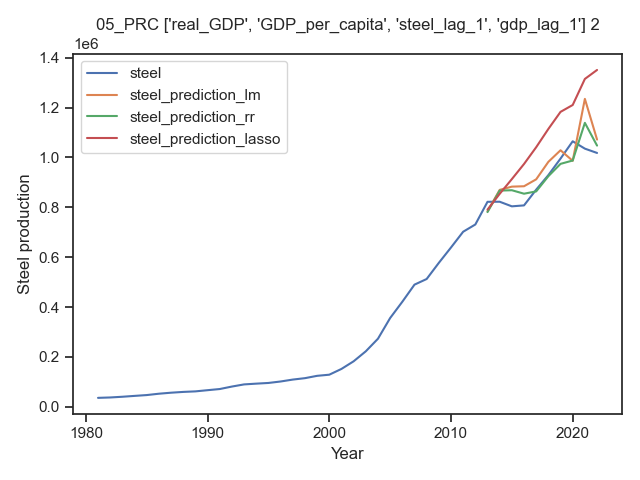 05_PRC ['real_GDP', 'GDP_per_capita', 'steel_lag_1', 'gdp_lag_1'] 2
1e6
1.4
1.2
1.0
0.8
0.6
0.4
0.2
0.0
Steel production
steel
steel_prediction_lm
steel_prediction_rr
steel_prediction_lasso
1980 1990 2000 2010 2020
Year